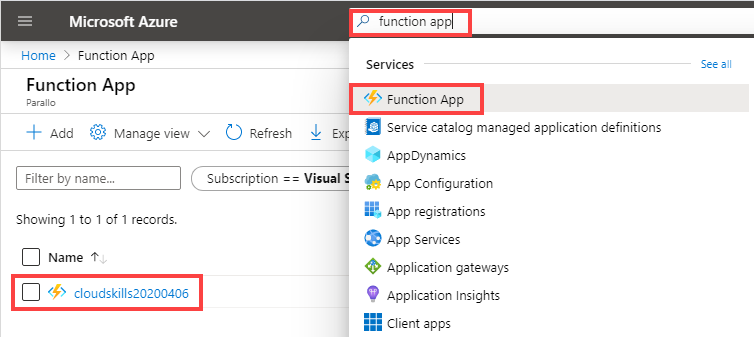 Microsoft Azure
function app
Home > Function App
Function App
Parallo
Add Manage view Refresh Exp
Filter by name...
Subscription == Visual S
Showing 1 to 1 of 1 records.
Name
cloudskills20200406
Services
See all
Function App
Service catalog managed application definitions
AppDynamics
App Configuration
App registrations
App Services
Application gateways
Application Insights
Client apps